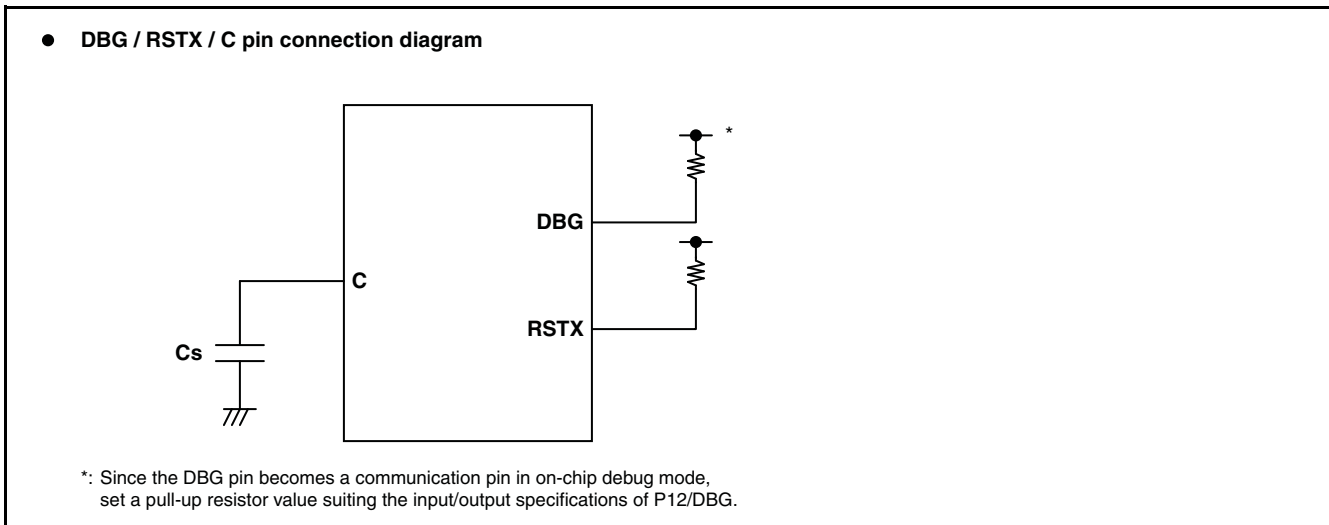 ● DBG / RSTX / C pin connection diagram
*
DBG
C
RSTX
Cs
*: Since the DBG pin becomes a communication pin in on-chip debug mode,
set a pull-up resistor value suiting the input/output specifications of P12/DBG.